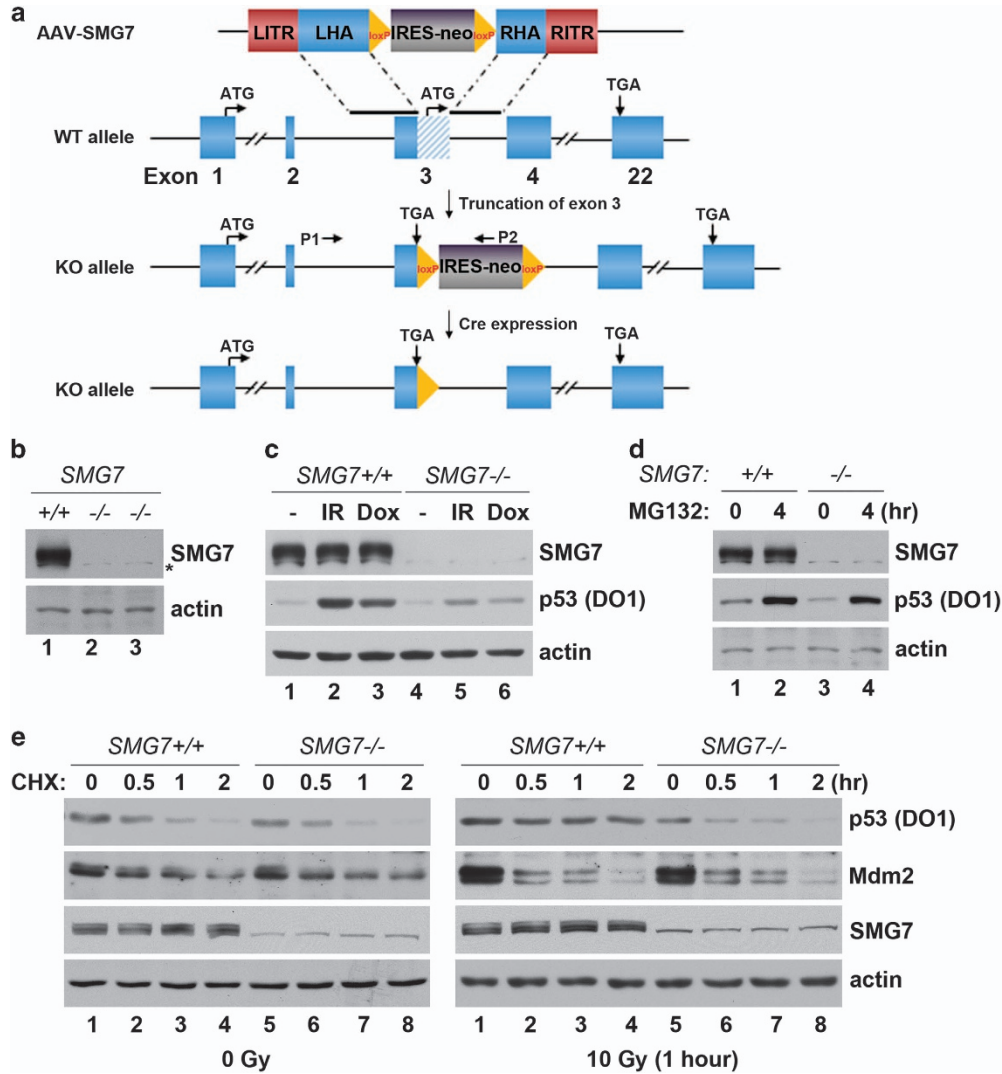 a
AAV-SMG7
LITR LHA loxP IRES-neo loxP RHA RITR
ATG ATG TGA
WT allele
Exon 1 2 3 4 22
Truncation of exon 3
ATG P1 TGA P2 TGA
KO allele loxP IRES-neo loxP
Cre expression
ATG TGA TGA
KO allele
b
SMG7
+/+ -/- -/-
SMG7
*
actin
1 2 3
c
SMG7+/+ SMG7-/-
- IR Dox - IR Dox
SMG7
p53 (DO1)
actin
1 2 3 4 5 6
d
SMG7: +/+ -/-
MG132: 0 4 0 4 (hr)
SMG7
p53 (DO1)
actin
1 2 3 4
e
SMG7+/+ SMG7-/- SMG7+/+ SMG7-/-
CHX: 0 0.5 1 2 0 0.5 1 2 0 0.5 1 2 0 0.5 1 2 (hr)
p53 (DO1)
Mdm2
SMG7
actin
1 2 3 4 5 6 7 8 1 2 3 4 5 6 7 8
0 Gy 10 Gy (1 hour)